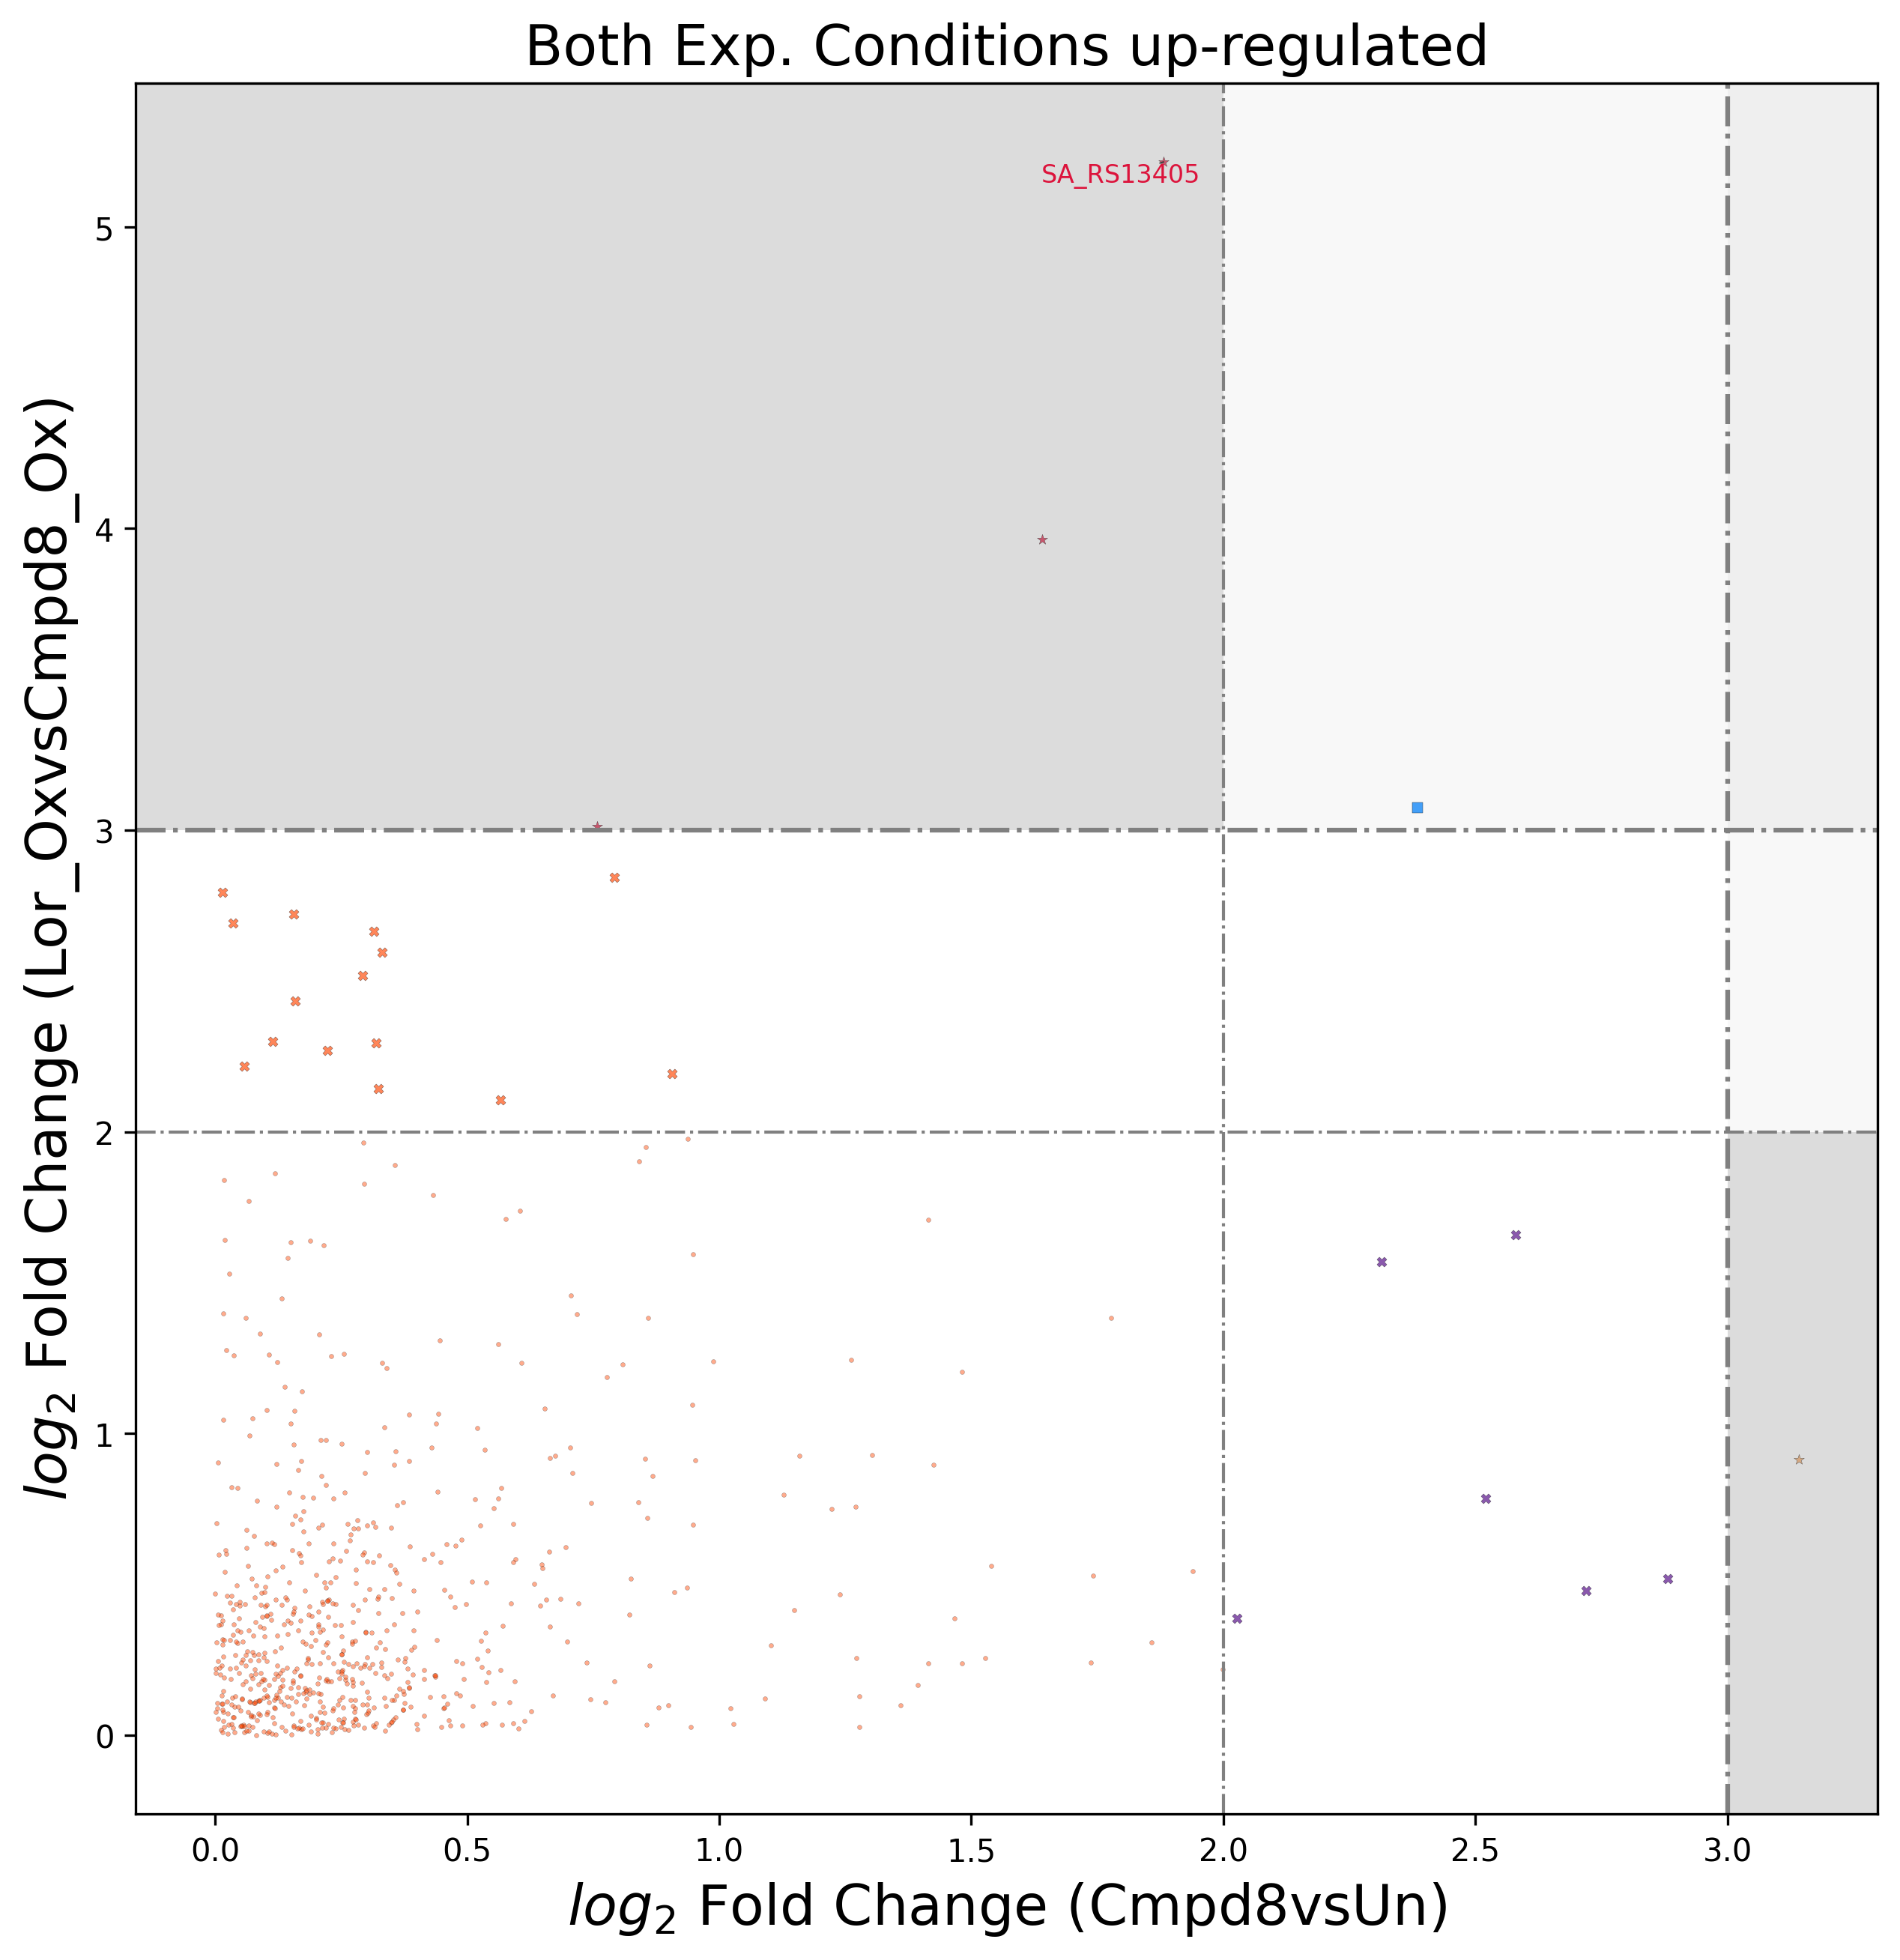 Both Exp. Conditions up-regulated
SA_RS13405
5
4
3
2
1
0
0.0 0.5 1.0 1.5 2.0 2.5 3.0
log2 Fold Change (Cmpd8vsUn)
log2 Fold Change (Lor_OxvsCmpd8_Ox)